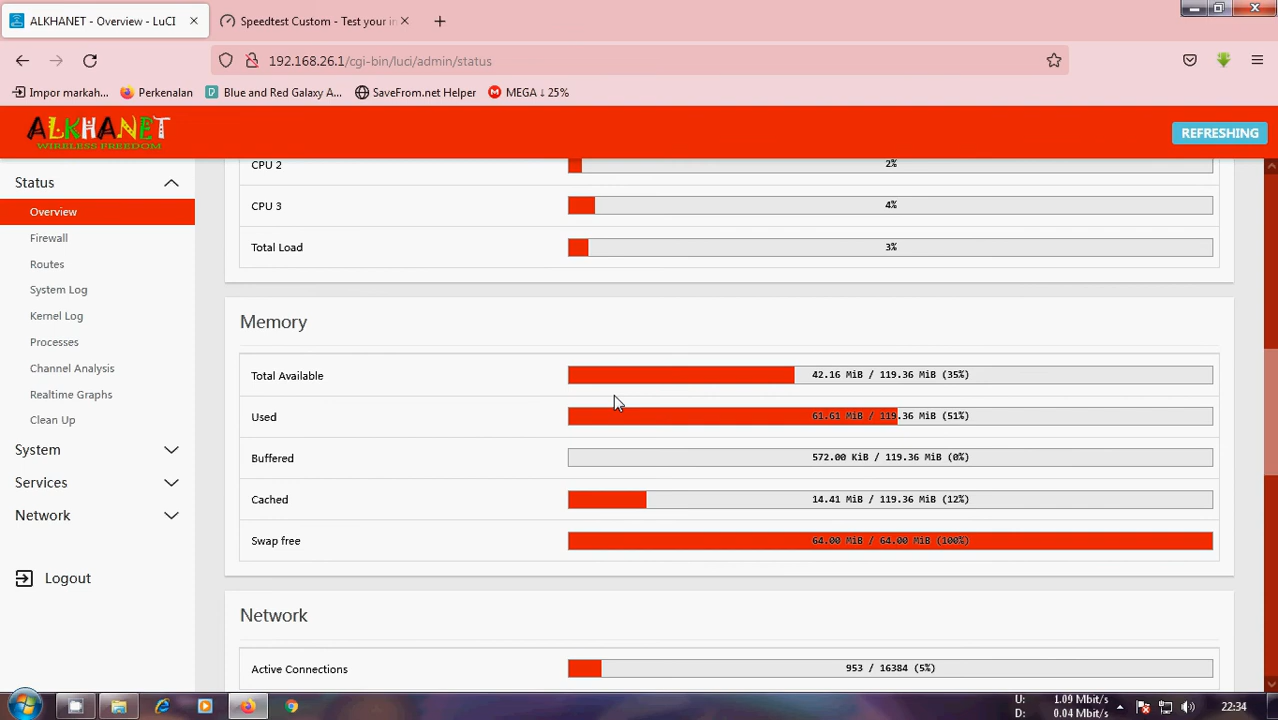 ALKHANET - Overview - LuCI
Speedtest Custom - Test your in
192.168.26.1/cgi-bin/luci/admin/status
Impor markah...
Perkenalan
Blue and Red Galaxy A...
SaveFrom.net Helper
MEGA ↓ 25%
ALKHANET
WIRELESS FREEDOM
REFRESHING
Status
Overview
Firewall
Routes
System Log
Kernel Log
Processes
Channel Analysis
Realtime Graphs
Clean Up
System
Services
Network
Logout
CPU 2 2%
CPU 3 4%
Total Load 3%
Memory
Total Available 42.16 MiB / 119.36 MiB (35%)
Used 61.61 MiB / 119.36 MiB (51%)
Buffered 572.00 KiB / 119.36 MiB (0%)
Cached 14.41 MiB / 119.36 MiB (12%)
Swap free 64.00 MiB / 64.00 MiB (100%)
Network
Active Connections 953 / 16384 (5%)
U: 1.09 Mbit/s
D: 0.04 Mbit/s
22:34